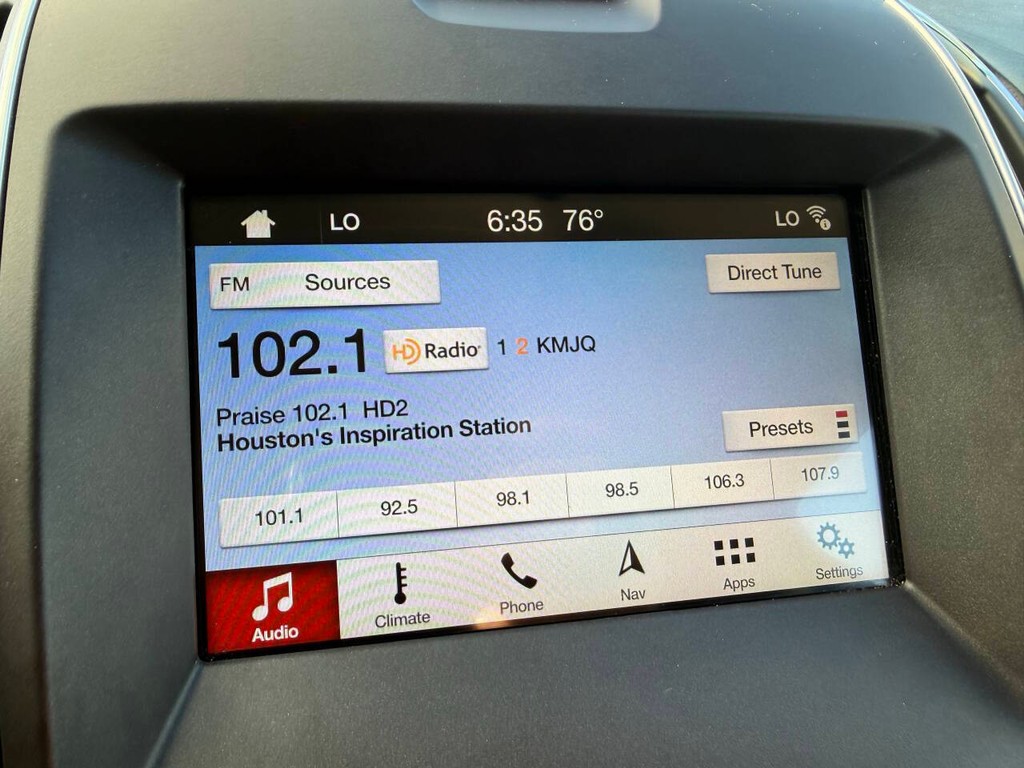 LO 6:35 76° LO
FM Sources Direct Tune
102.1 HD Radio 1 2 KMJQ
Praise 102.1 HD2
Houston's Inspiration Station
Presets
101.1 92.5 98.1 98.5 106.3 107.9
Audio Climate Phone Nav Apps Settings